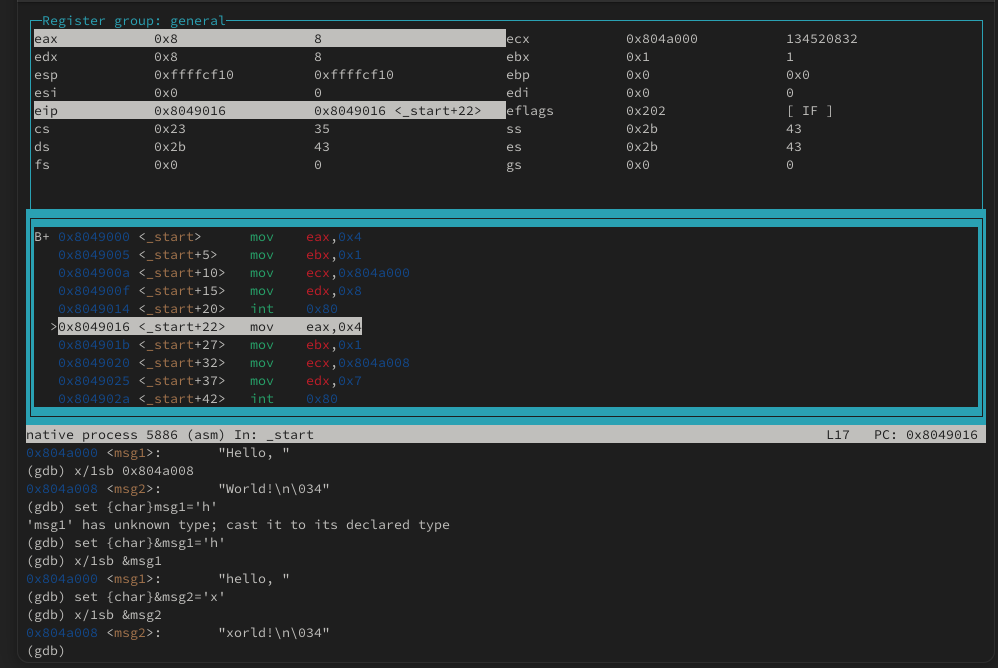 Register group: general
eax 0x8 8 ecx 0x804a000 134520832
edx 0x8 8 ebx 0x1 1
esp 0xffffcf10 0xffffcf10 ebp 0x0 0x0
esi 0x0 0 edi 0x0 0
eip 0x8049016 0x8049016 <_start+22> eflags 0x202 [ IF ]
cs 0x23 35 ss 0x2b 43
ds 0x2b 43 es 0x2b 43
fs 0x0 0 gs 0x0 0
B+ 0x8049000 <_start> mov eax,0x4
0x8049005 <_start+5> mov ebx,0x1
0x804900a <_start+10> mov ecx,0x804a000
0x804900f <_start+15> mov edx,0x8
0x8049014 <_start+20> int 0x80
>0x8049016 <_start+22> mov eax,0x4
0x804901b <_start+27> mov ebx,0x1
0x8049020 <_start+32> mov ecx,0x804a008
0x8049025 <_start+37> mov edx,0x7
0x804902a <_start+42> int 0x80
native process 5886 (asm) In: _start L17 PC: 0x8049016
0x804a000 <msg1>: "Hello, "
(gdb) x/1sb 0x804a008
0x804a008 <msg2>: "World!\n\034"
(gdb) set {char}msg1='h'
'msg1' has unknown type; cast it to its declared type
(gdb) set {char}&msg1='h'
(gdb) x/1sb &msg1
0x804a000 <msg1>: "hello, "
(gdb) set {char}&msg2='x'
(gdb) x/1sb &msg2
0x804a008 <msg2>: "xorld!\n\034"
(gdb)